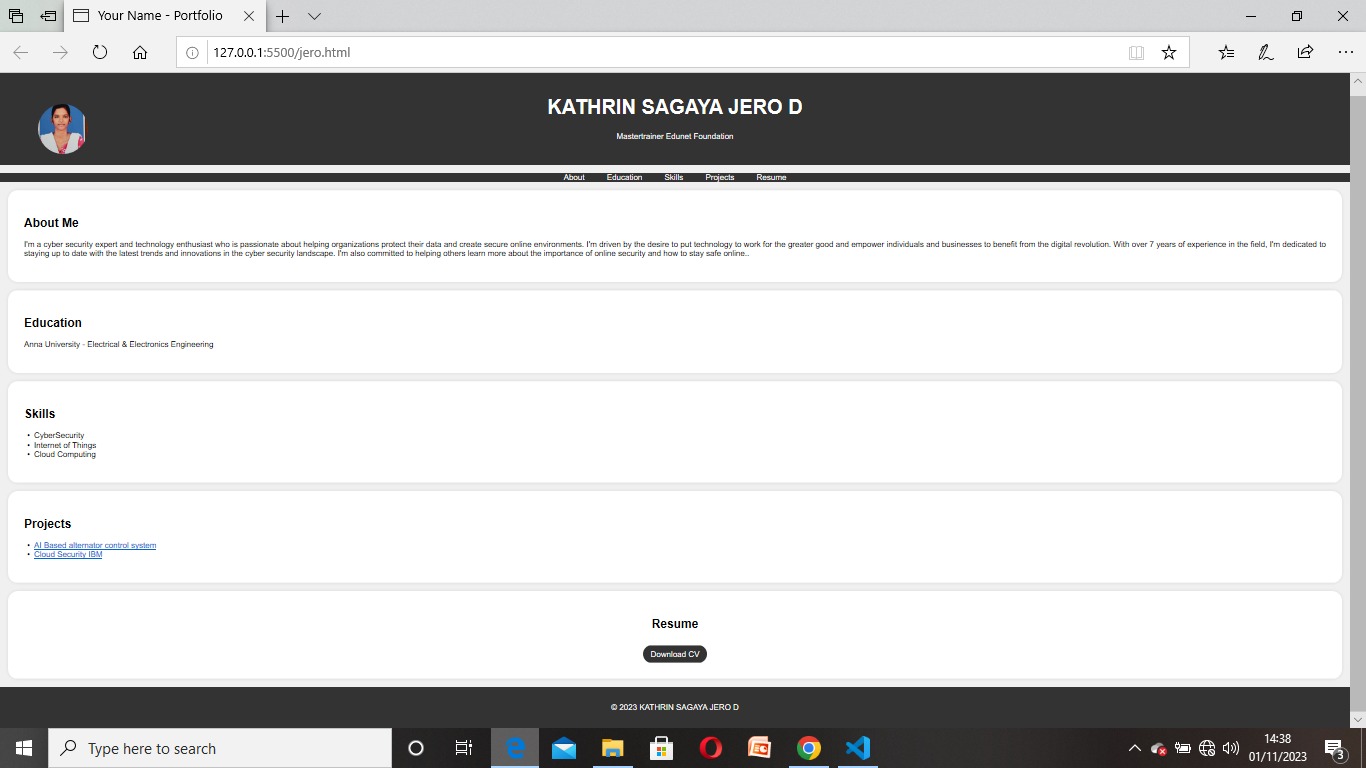 Your Name - Portfolio
127.0.0.1:5500/jero.html
KATHRIN SAGAYA JERO D
Mastertrainer Edunet Foundation
About Education Skills Projects Resume
About Me
I'm a cyber security expert and technology enthusiast who is passionate about helping organizations protect their data and create secure online environments. I'm driven by the desire to put technology to work for the greater good and empower individuals and businesses to benefit from the digital revolution. With over 7 years of experience in the field, I'm dedicated to
staying up to date with the latest trends and innovations in the cyber security landscape. I'm also committed to helping others learn more about the importance of online security and how to stay safe online..
Education
Anna University - Electrical & Electronics Engineering
Skills
• CyberSecurity
• Internet of Things
• Cloud Computing
Projects
• AI Based alternator control system
• Cloud Security IBM
Resume
Download CV
© 2023 KATHRIN SAGAYA JERO D
Type here to search
14:38
01/11/2023
3